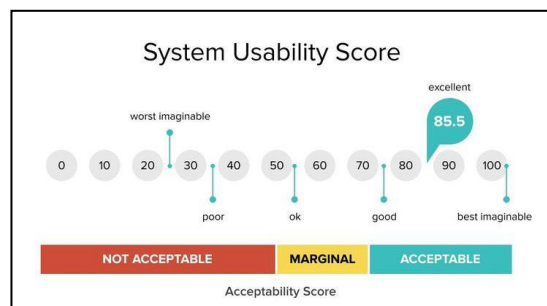 System Usability Score
excellent
85.5
worst imaginable
0 10 20 30 40 50 60 70 80 90 100
poor ok good best imaginable
NOT ACCEPTABLE MARGINAL ACCEPTABLE
Acceptability Score